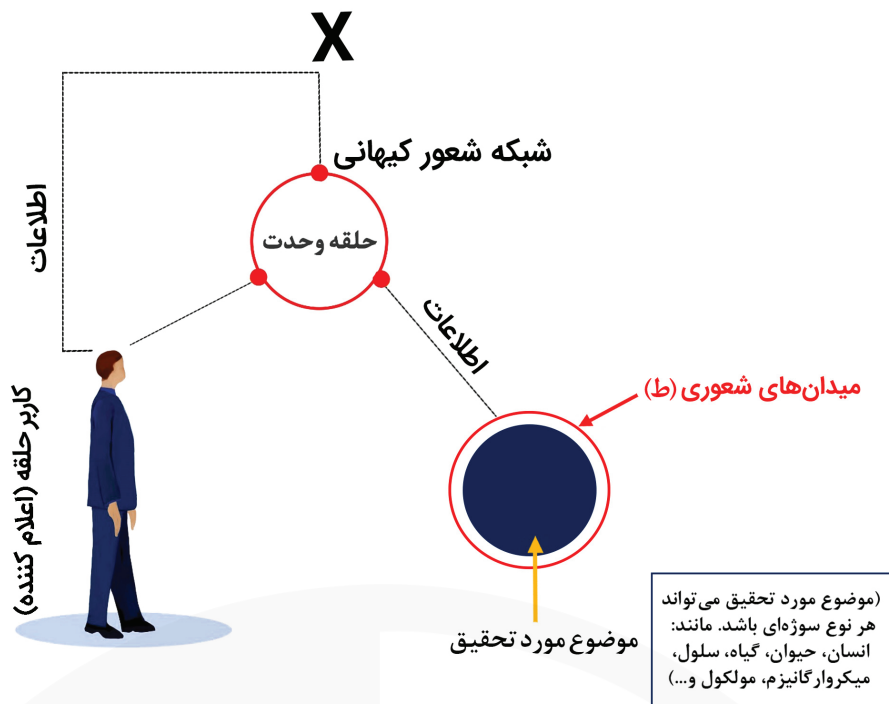 X
شبکه شعور کیهانی
حلقه وحدت
اطلاعات
اطلاعات
میدان‌های شعوری (ط)
کاربر حلقه (اعلام کننده)
موضوع مورد تحقیق
(موضوع مورد تحقیق می‌تواند
هر نوع سوژه‌ای باشد. مانند:
انسان، حیوان، گیاه، سلول،
میکروارگانیزم، مولکول و...)